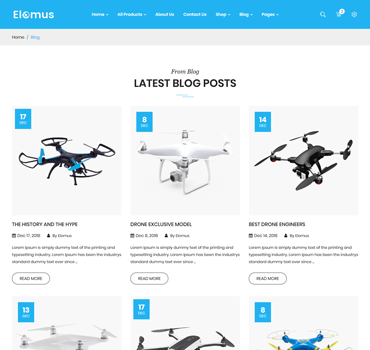 Elomus
Home All Products About Us Contact Us Shop Blog Pages
2
Home / Blog
From Blog
LATEST BLOG POSTS
17
DEC
8
DEC
14
DEC
THE HISTORY AND THE HYPE
Dec 17, 2018 By Elomus
Lorem Ipsum is simply dummy text of the printing and
typesetting industry. Lorem Ipsum has been the industrys
standard dummy text ever since ...
READ MORE
DRONE EXCLUSIVE MODEL
Dec 8, 2018 By Elomus
Lorem Ipsum is simply dummy text of the printing and
typesetting industry. Lorem Ipsum has been the industrys
standard dummy text ever since ...
READ MORE
BEST DRONE ENGINEERS
Dec 14, 2018 By Elomus
Lorem Ipsum is simply dummy text of the printing and
typesetting industry. Lorem Ipsum has been the industrys
standard dummy text ever since ...
READ MORE
13
DEC
17
DEC
8
DEC